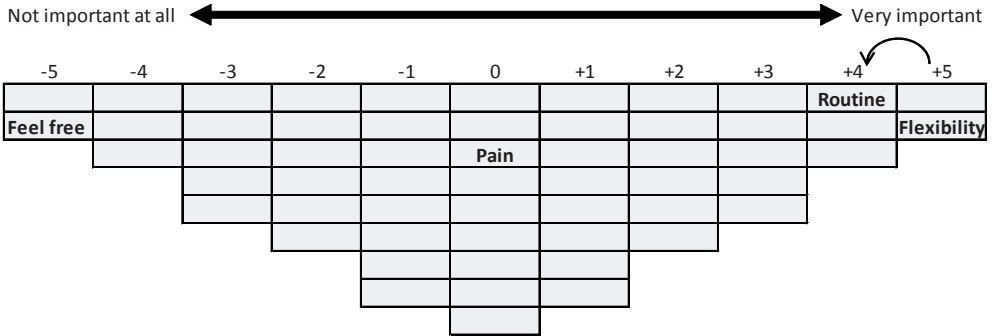 Not important at all Very important
-5 -4 -3 -2 -1 0 +1 +2 +3 +4 +5
Routine
Feel free Flexibility
Pain